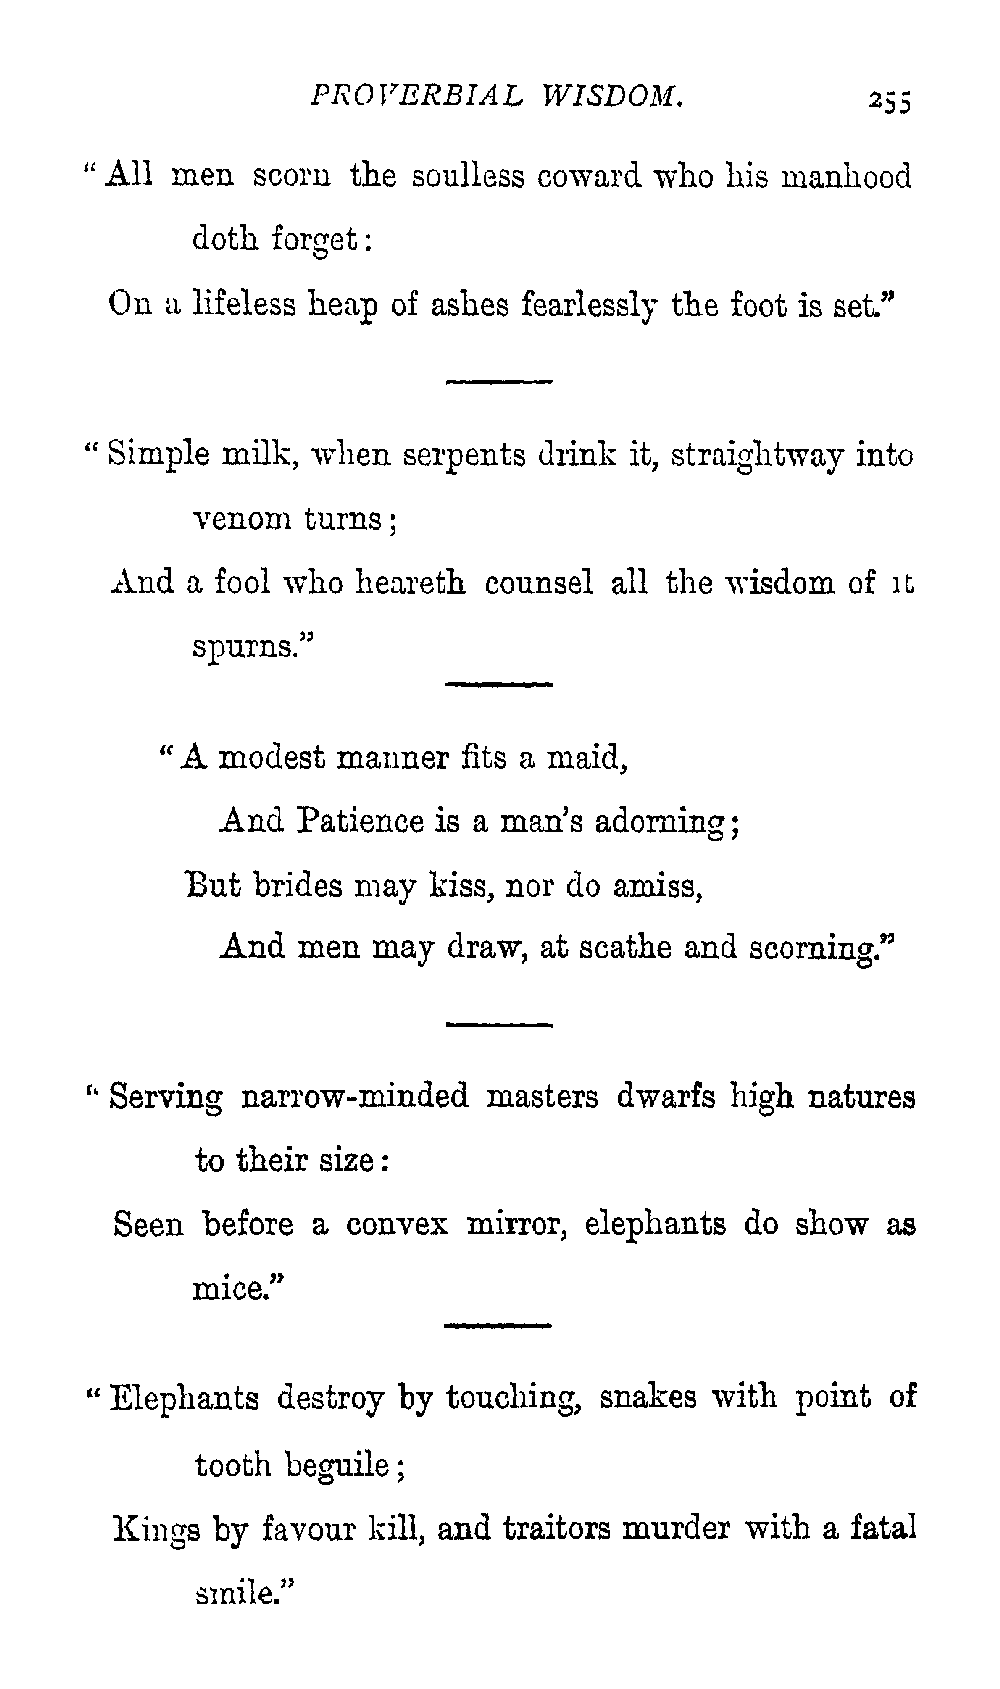 PROVERBIAL WISDOM. 255
“All men scorn the soulless coward who his manhood
doth forget:
On a lifeless heap of ashes fearlessly the foot is set.”
“Simple milk, when serpents drink it, straightway into
venom turns;
And a fool who heareth counsel all the wisdom of it
spurns.”
“A modest manner fits a maid,
And Patience is a man's adorning;
But brides may kiss, nor do amiss,
And men may draw, at scathe and scorning.”
“Serving narrow-minded masters dwarfs high natures
to their size:
Seen before a convex mirror, elephants do show as
mice.”
“Elephants destroy by touching, snakes with point of
tooth beguile;
Kings by favour kill, and traitors murder with a fatal
smile.”